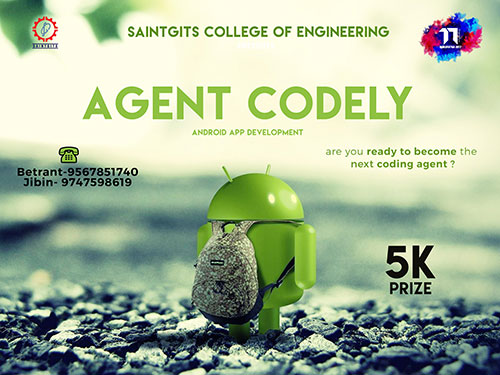 SAINTGITS COLLEGE OF ENGINEERING
SAINTGITS
AGENT CODELY
ANDROID APP DEVELOPMENT
are you ready to become the
next coding agent ?
Betrant-9567851740
Jibin- 9747598619
5K
PRIZE